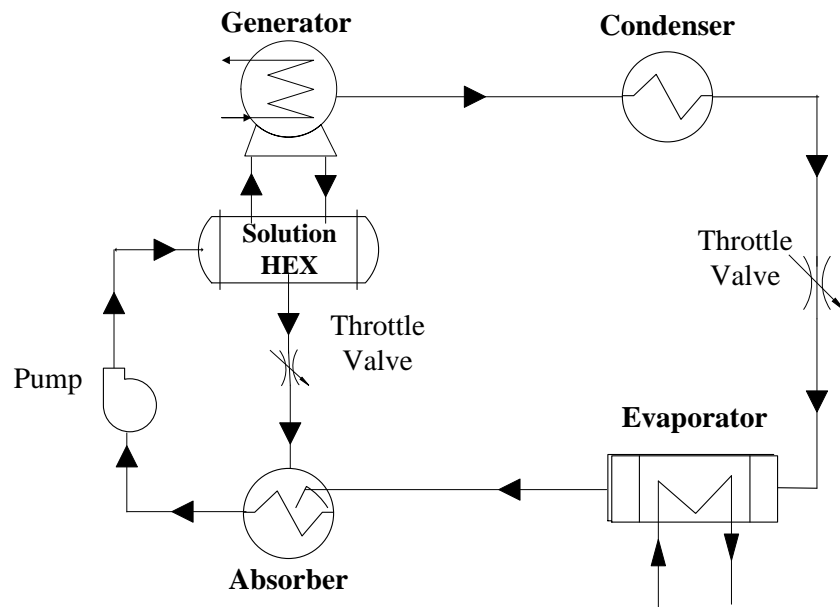 Generator
Condenser
Solution
HEX
Throttle
Valve
Throttle
Valve
Pump
Evaporator
Absorber